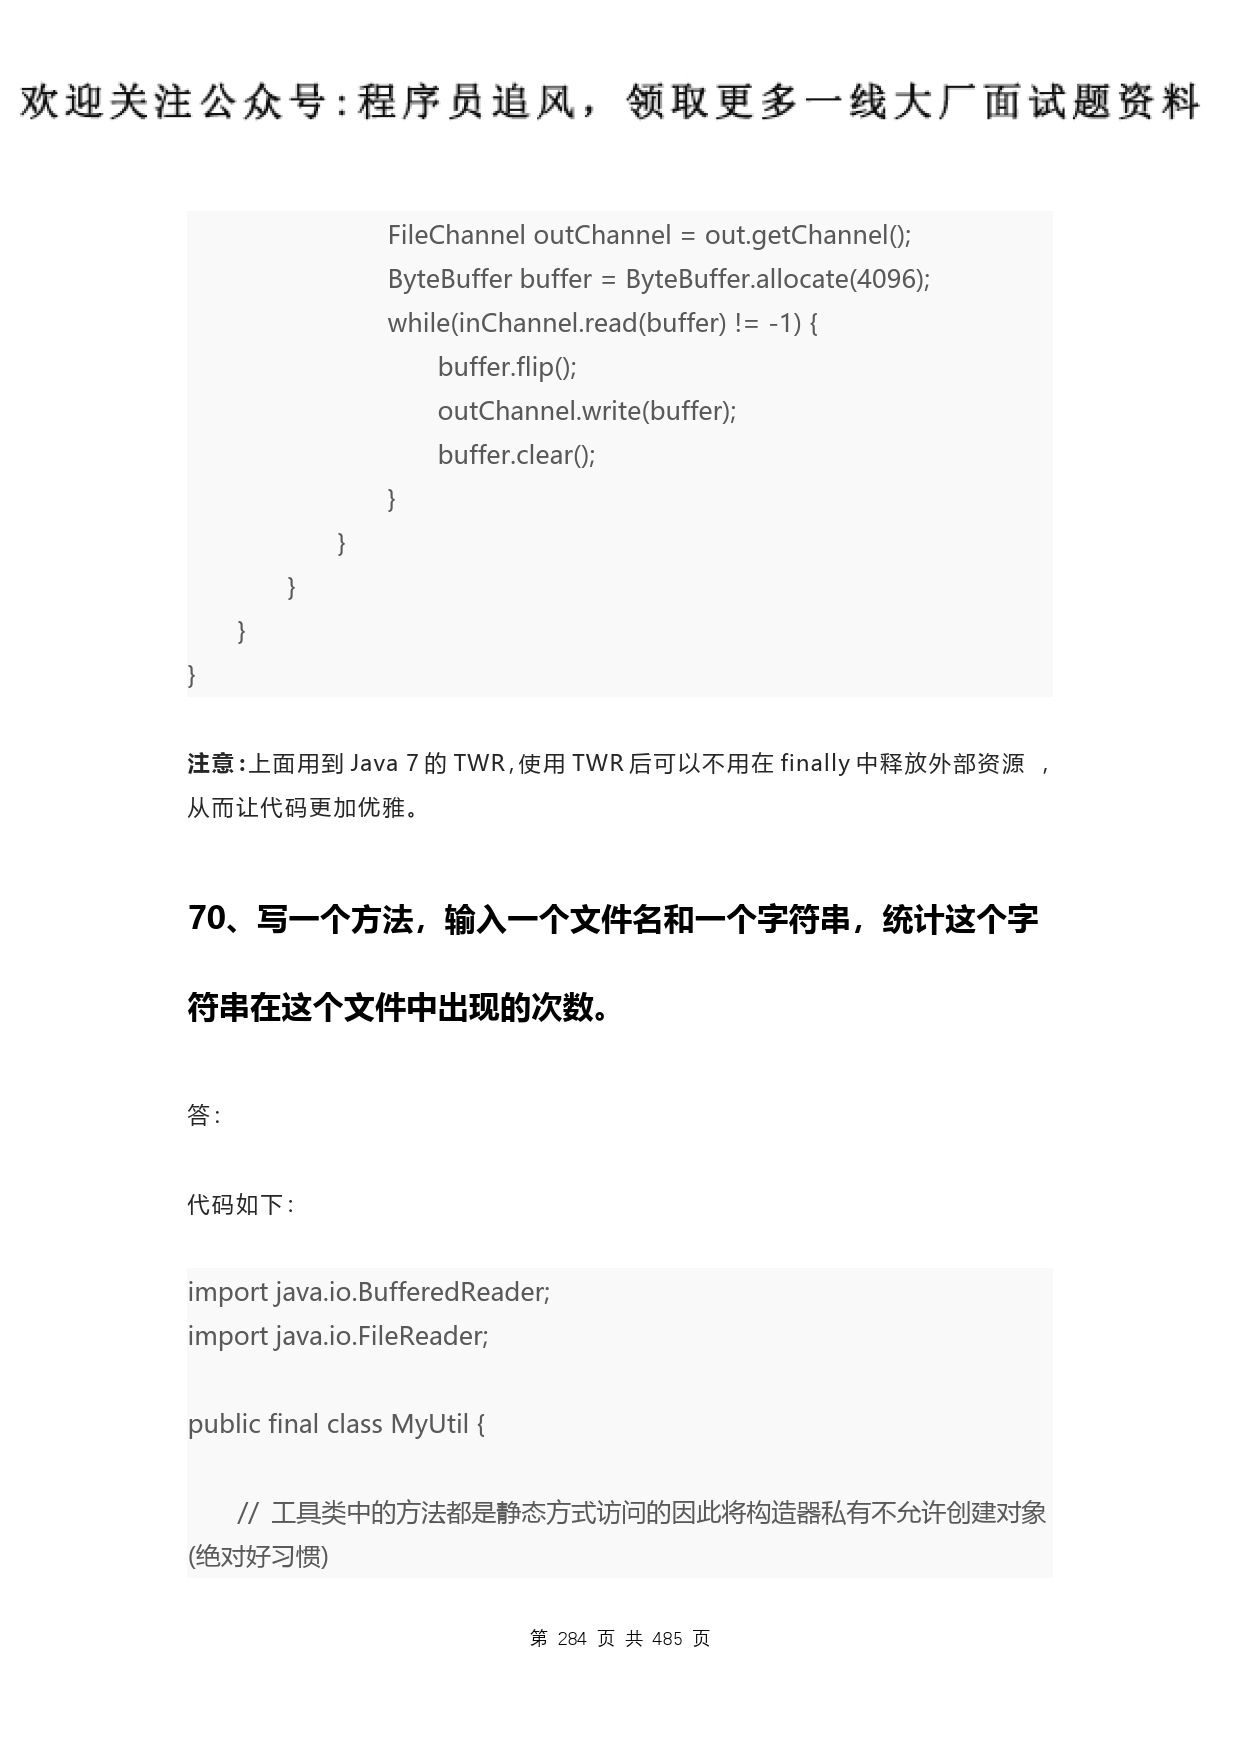 欢迎关注公众号:程序员追风，领取更多一线大厂面试题资料
FileChannel outChannel = out.getChannel();
ByteBuffer buffer = ByteBuffer.allocate(4096);
while(inChannel.read(buffer) != -1) {
buffer.flip();
outChannel.write(buffer);
buffer.clear();
}
}
}
}
}
注意:上面用到 Java 7 的 TWR,使用 TWR 后可以不用在 finally 中释放外部资源 ,
从而让代码更加优雅。
70、写一个方法，输入一个文件名和一个字符串，统计这个字
符串在这个文件中出现的次数。
答:
代码如下:
import java.io.BufferedReader;
import java.io.FileReader;
public final class MyUtil {
// 工具类中的方法都是静态方式访问的因此将构造器私有不允许创建对象
(绝对好习惯)
第 284 页 共 485 页